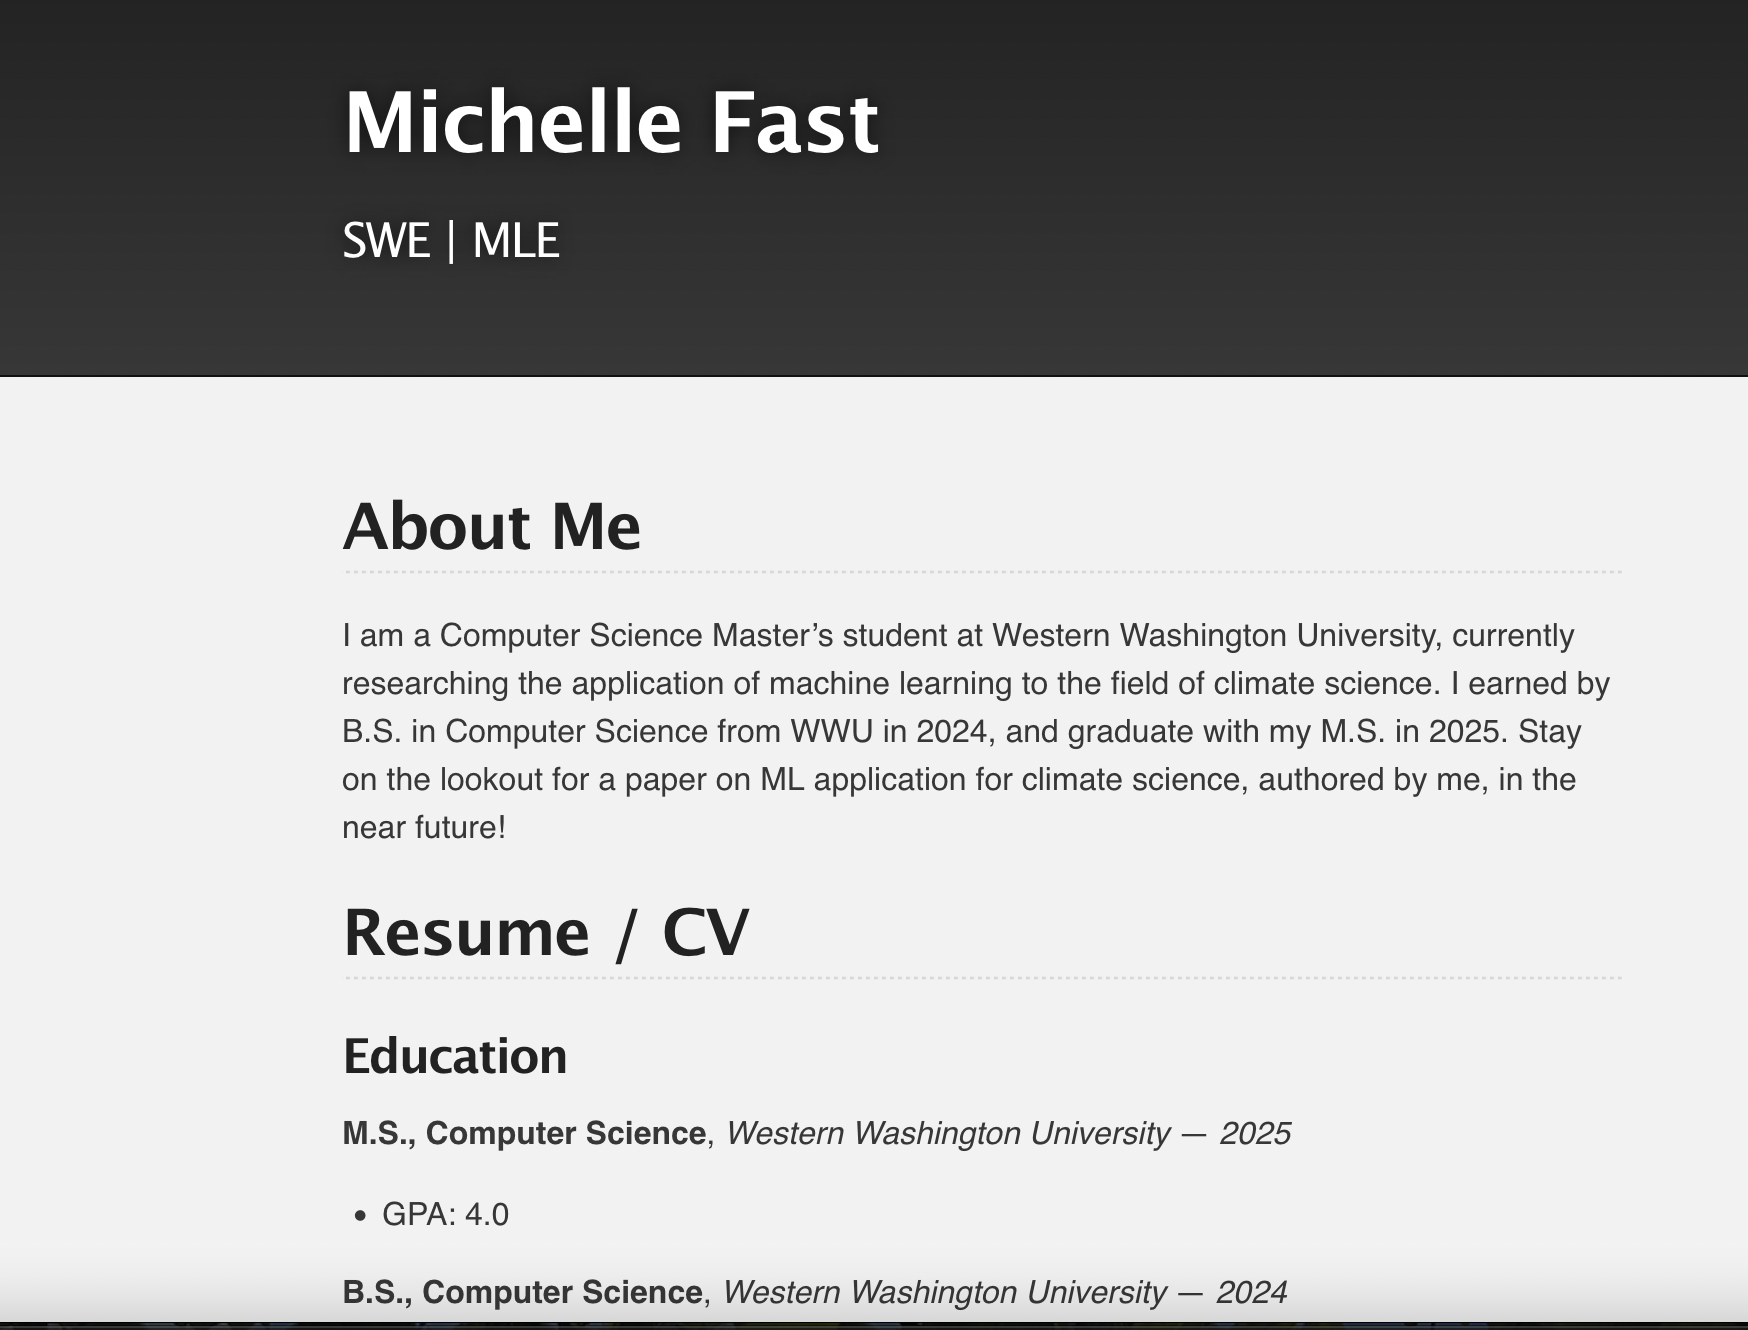 Michelle Fast
SWE | MLE
About Me
I am a Computer Science Master’s student at Western Washington University, currently
researching the application of machine learning to the field of climate science. I earned by
B.S. in Computer Science from WWU in 2024, and graduate with my M.S. in 2025. Stay
on the lookout for a paper on ML application for climate science, authored by me, in the
near future!
Resume / CV
Education
M.S., Computer Science, Western Washington University — 2025
• GPA: 4.0
B.S., Computer Science, Western Washington University — 2024